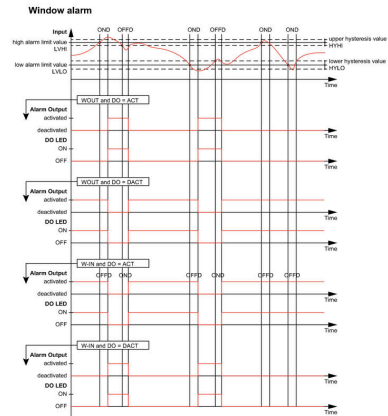 Window alarm
Input
OND OFFD OND OFFD OND OND
high alarm limit value
LVHI
upper hysteresis value
HYHI
low alarm limit value
LVLO
lower hysteresis value
HYLO
Time
WOUT and DO = ACT
Alarm Output
activated
deactivated
Time
DO LED
ON
OFF
Time
WOUT and DO = DACT
Alarm Output
activated
deactivated
Time
DO LED
ON
OFF
Time
W-IN and DO = ACT
Alarm Output
OFFD OND OFFD OND OFFD OFFD
activated
deactivated
Time
DO LED
ON
OFF
Time
W-IN and DO = DACT
Alarm Output
activated
deactivated
Time
DO LED
ON
OFF
Time